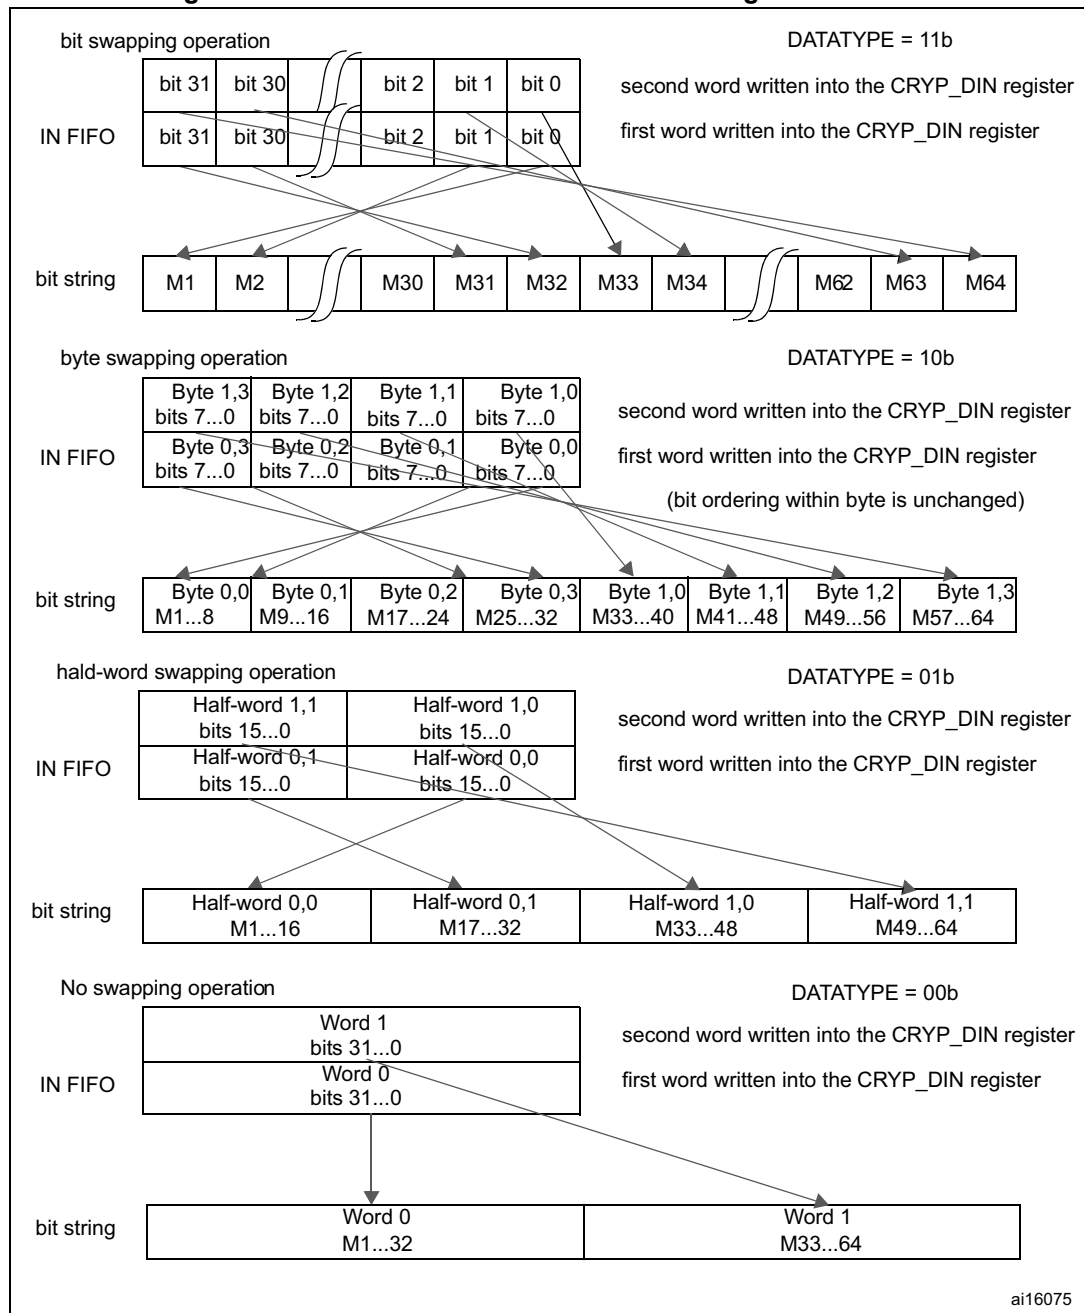 bit swapping operation
DATATYPE = 11b
bit 31 bit 30 bit 2 bit 1 bit 0
second word written into the CRYP_DIN register
IN FIFO
bit 31 bit 30 bit 2 bit 1 bit 0
first word written into the CRYP_DIN register
bit string
M1 M2 M30 M31 M32 M33 M34 M62 M63 M64
byte swapping operation
DATATYPE = 10b
Byte 1,3 Byte 1,2 Byte 1,1 Byte 1,0
bits 7...0 bits 7...0 bits 7...0 bits 7...0
second word written into the CRYP_DIN register
IN FIFO
Byte 0,3 Byte 0,2 Byte 0,1 Byte 0,0
bits 7...0 bits 7...0 bits 7...0 bits 7...0
first word written into the CRYP_DIN register
(bit ordering within byte is unchanged)
bit string
Byte 0,0 Byte 0,1 Byte 0,2 Byte 0,3 Byte 1,0 Byte 1,1 Byte 1,2 Byte 1,3
M1...8 M9...16 M17...24 M25...32 M33...40 M41...48 M49...56 M57...64
hald-word swapping operation
DATATYPE = 01b
Half-word 1,1 Half-word 1,0
bits 15...0 bits 15...0
second word written into the CRYP_DIN register
IN FIFO
Half-word 0,1 Half-word 0,0
bits 15...0 bits 15...0
first word written into the CRYP_DIN register
bit string
Half-word 0,0 Half-word 0,1 Half-word 1,0 Half-word 1,1
M1...16 M17...32 M33...48 M49...64
No swapping operation
DATATYPE = 00b
Word 1
bits 31...0
second word written into the CRYP_DIN register
IN FIFO
Word 0
bits 31...0
first word written into the CRYP_DIN register
bit string
Word 0 Word 1
M1...32 M33...64
ai16075